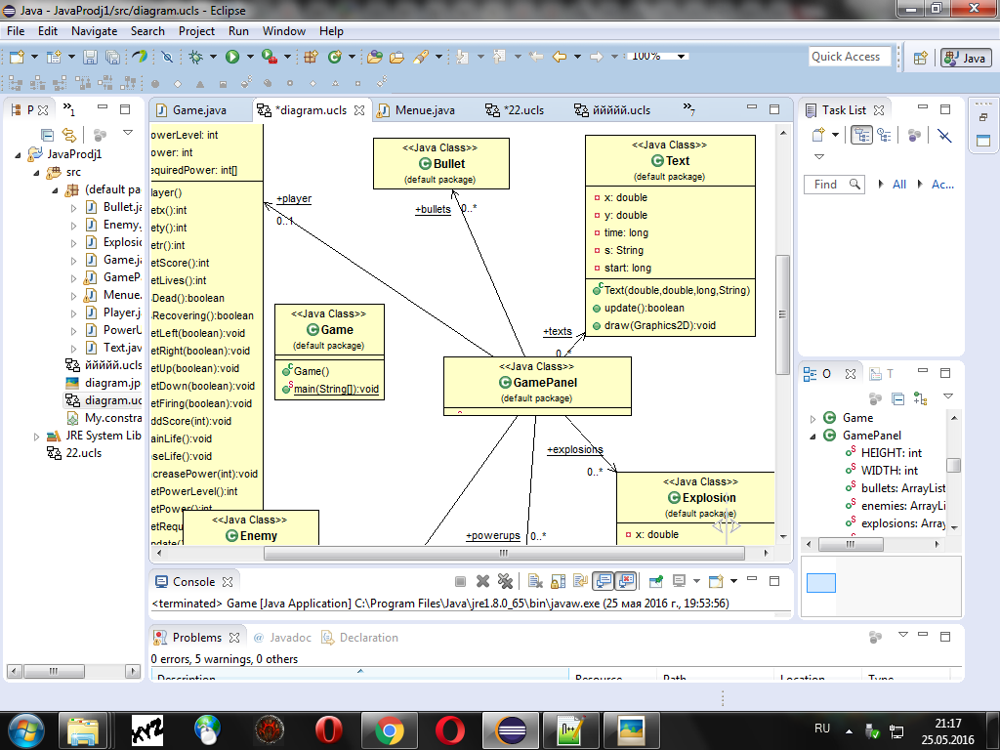 Java - JavaProdj1/src/diagram.ucls - Eclipse
File Edit Navigate Search Project Run Window Help
100%
Quick Access
Java
P
»1
JavaProdj1
src
(default pa
Bullet.ja
Enemy.
Explosio
Game.ja
GameP
Menue.
Player.ja
PowerU
Text.jav
йййй.ucls
diagram.jp
diagram.uc
My.constra
JRE System Lib
22.ucls
Game.java
*diagram.ucls
Menue.java
*22.ucls
йййй.ucls
»7
owerLevel: int
ower: int
equiredPower: int[]
layer()
etx():int
ety():int
etr():int
etScore():int
etLives():int
Dead():boolean
Recovering():boolean
etLeft(boolean):void
etRight(boolean):void
etUp(boolean):void
etDown(boolean):void
etFiring(boolean):void
ddScore(int):void
ainLife():void
oseLife():void
ncreasePower(int):void
etPowerLevel():int
etPower():int
etRequ
pdate()
<<Java Class>>
Enemy
+player
0..1
<<Java Class>>
Game
(default package)
Game()
main(String[]):void
<<Java Class>>
Bullet
(default package)
+bullets
0..*
<<Java Class>>
Text
(default package)
x: double
y: double
time: long
s: String
start: long
Text(double,double,long,String)
update():boolean
draw(Graphics2D):void
+texts
0..*
<<Java Class>>
GamePanel
(default package)
+explosions
0..*
+powerups
0..*
<<Java Class>>
Explosion
(default package)
x: double
Task List
Find
All
Ac...
O
T
Game
GamePanel
HEIGHT: int
WIDTH: int
bullets: ArrayList
enemies: ArrayLi
explosions: Array
Console
<terminated> Game [Java Application] C:\Program Files\Java\jre1.8.0_65\bin\javaw.exe (25 мая 2016 г., 19:53:56)
Problems
@ Javadoc
Declaration
0 errors, 5 warnings, 0 others
Description Resource Path Location Type
XYZ
RU
21:17
25.05.2016